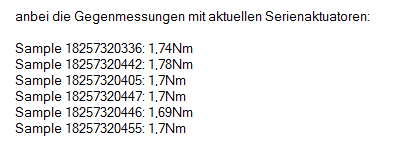 anbei die Gegenmessungen mit aktuellen Serienaktuatoren:
Sample 18257320336: 1,74Nm
Sample 18257320442: 1,78Nm
Sample 18257320405: 1,7Nm
Sample 18257320447: 1,7Nm
Sample 18257320446: 1,69Nm
Sample 18257320455: 1,7Nm